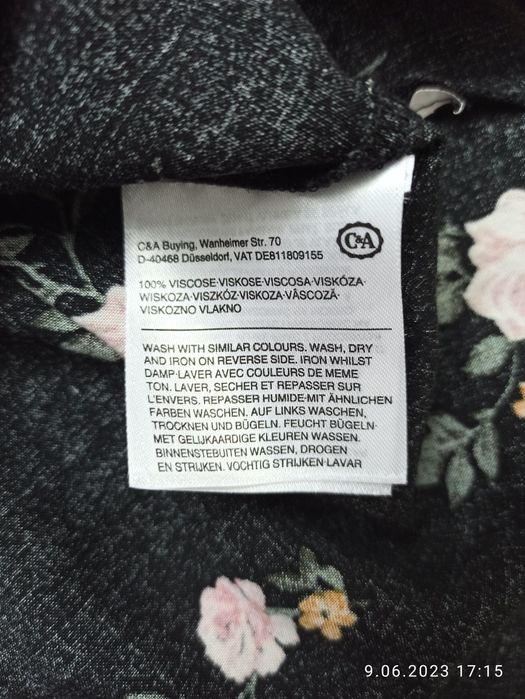 C&A Buying, Wanheimer Str. 70
D-40468 Düsseldorf, VAT DE811809155
C&A
100% VISCOSE·VISKOSE·VISCOSA·VISKÓZA·
WISKOZA·VISZKÓZ·VISKOZA·VÂSCOZĂ·
VISKOZNO VLAKNO
WASH WITH SIMILAR COLOURS. WASH, DRY
AND IRON ON REVERSE SIDE. IRON WHILST
DAMP·LAVER AVEC COULEURS DE MEME
TON. LAVER, SECHER ET REPASSER SUR
L'ENVERS. REPASSER HUMIDE·MIT ÄHNLICHEN
FARBEN WASCHEN. AUF LINKS WASCHEN,
TROCKNEN UND BÜGELN. FEUCHT BÜGELN·
MET GELIJKAARDIGE KLEUREN WASSEN.
BINNENSTEBUITEN WASSEN, DROGEN
EN STRIJKEN. VOCHTIG STRIJKEN·LAVAR
9.06.2023 17:15